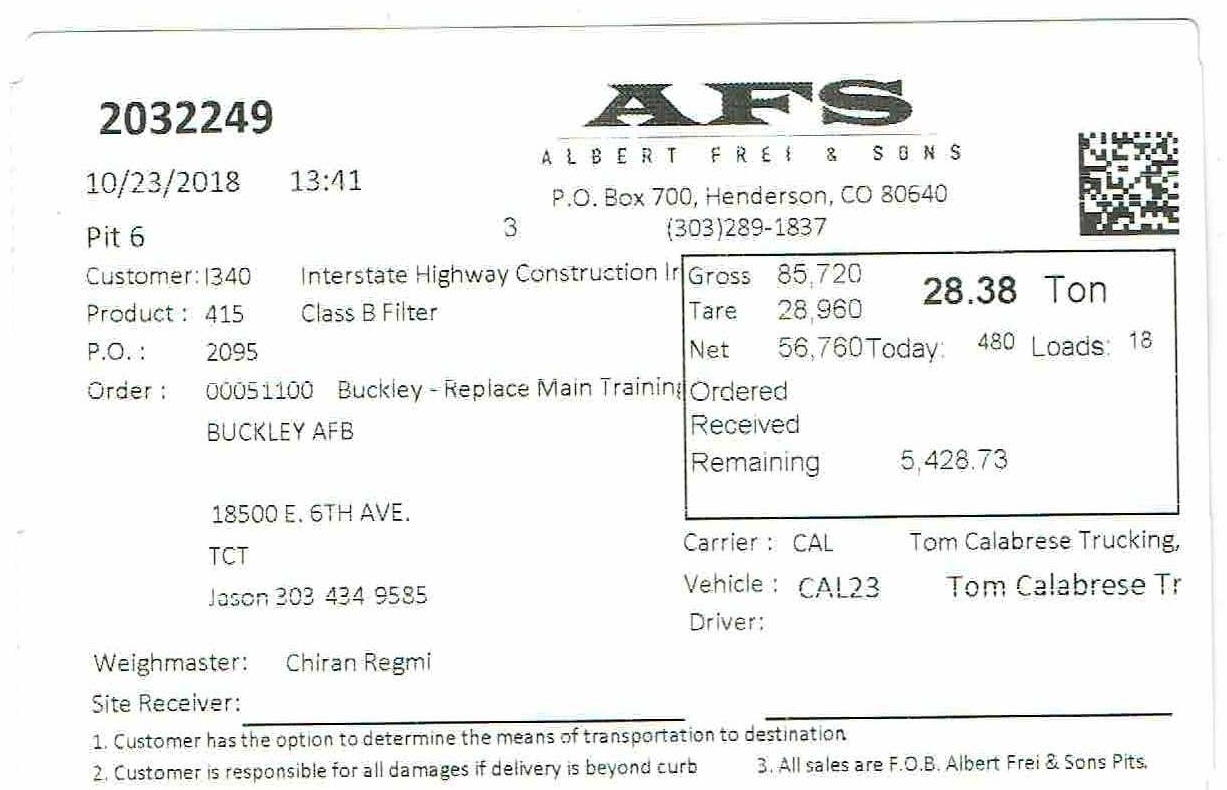 2032249
AFS
ALBERT FREI & SONS
10/23/2018 13:41
P.O. Box 700, Henderson, CO 80640
Pit 6 3 (303)289-1837
Customer: I340 Interstate Highway Construction Ir
Gross 85,720 28.38 Ton
Product : 415 Class B Filter
Tare 28,960
P.O. : 2095
Net 56,760 Today: 480 Loads: 18
Order : 00051100 Buckley - Replace Main Training
Ordered
BUCKLEY AFB
Received
Remaining 5,428.73
18500 E. 6TH AVE.
Carrier : CAL Tom Calabrese Trucking,
TCT
Vehicle : CAL23 Tom Calabrese Tr
Jason 303 434 9585
Driver:
Weighmaster: Chiran Regmi
Site Receiver:
1. Customer has the option to determine the means of transportation to destination
2. Customer is responsible for all damages if delivery is beyond curb 3. All sales are F.O.B. Albert Frei & Sons Pits.